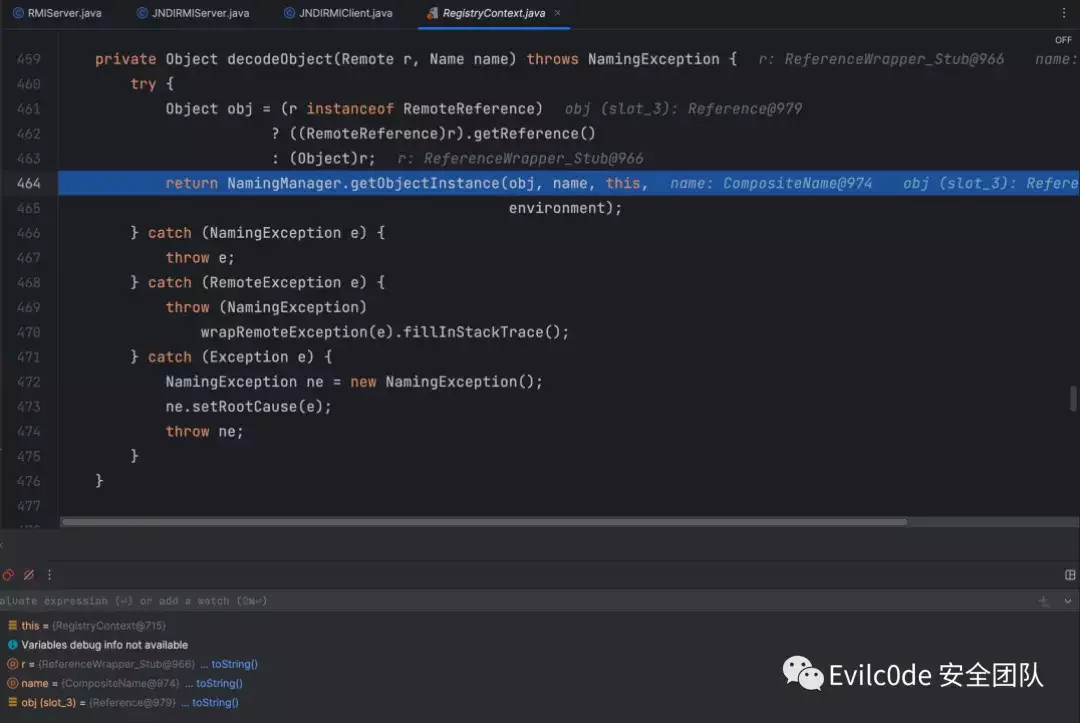 RMIServer.java JNDIRMIServer.java JNDIRMIClient.java RegistryContext.java
OFF
459 private Object decodeObject(Remote r, Name name) throws NamingException { r: ReferenceWrapper_Stub@966 name:
460 try {
461 Object obj = (r instanceof RemoteReference) obj (slot_3): Reference@979
462 ? ((RemoteReference)r).getReference()
463 : (Object)r; r: ReferenceWrapper_Stub@966
464 return NamingManager.getObjectInstance(obj, name, this, name: CompositeName@974 obj (slot_3): Refere
465 environment);
466 } catch (NamingException e) {
467 throw e;
468 } catch (RemoteException e) {
469 throw (NamingException)
470 wrapRemoteException(e).fillInStackTrace();
471 } catch (Exception e) {
472 NamingException ne = new NamingException();
473 ne.setRootCause(e);
474 throw ne;
475 }
476 }
477
aluate expression (⏎) or add a watch (⇧⌘⏎)
this = {RegistryContext@715}
Variables debug info not available
r = {ReferenceWrapper_Stub@966} ... toString()
name = {CompositeName@974} ... toString()
obj (slot_3) = {Reference@979} ... toString()
Evilc0de 安全团队